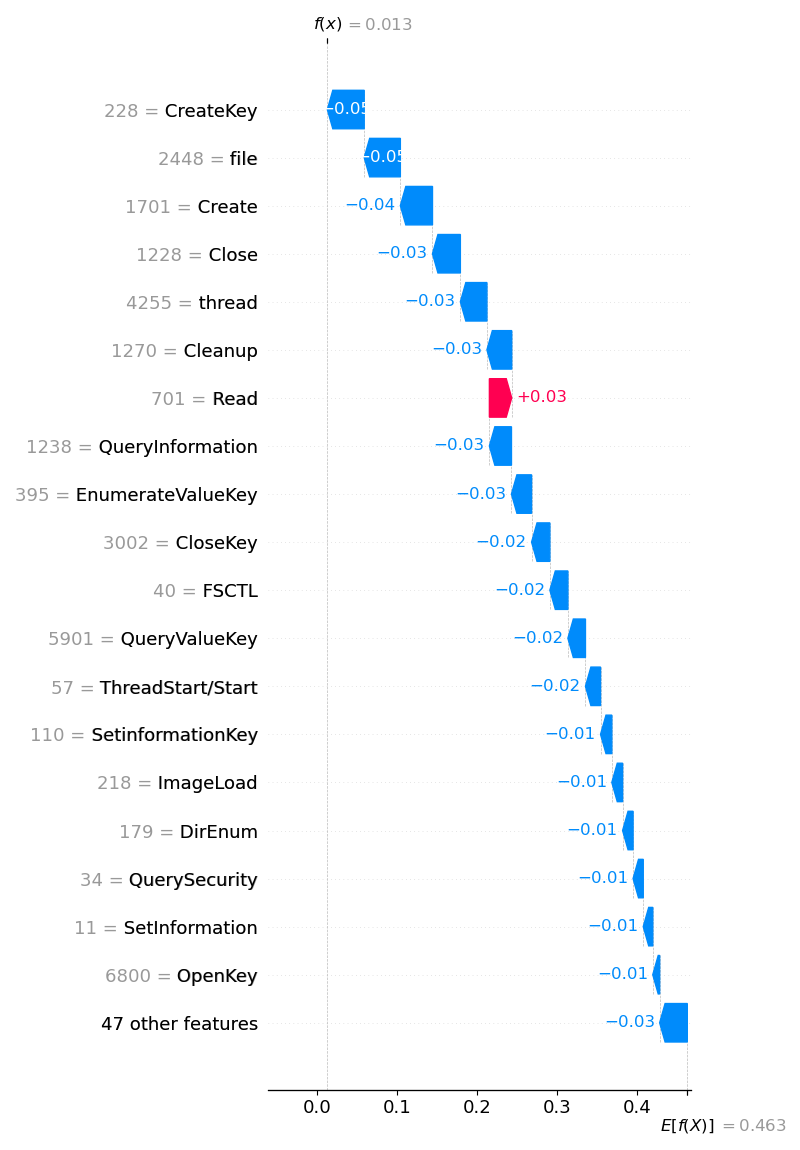 f(x) = 0.013
228 = CreateKey −0.05
2448 = file −0.05
1701 = Create −0.04
1228 = Close −0.03
4255 = thread −0.03
1270 = Cleanup −0.03
701 = Read +0.03
1238 = QueryInformation −0.03
395 = EnumerateValueKey −0.03
3002 = CloseKey −0.02
40 = FSCTL −0.02
5901 = QueryValueKey −0.02
57 = ThreadStart/Start −0.02
110 = SetinformationKey −0.01
218 = ImageLoad −0.01
179 = DirEnum −0.01
34 = QuerySecurity −0.01
11 = SetInformation −0.01
6800 = OpenKey −0.01
47 other features −0.03
0.0 0.1 0.2 0.3 0.4
E[f(X)] = 0.463